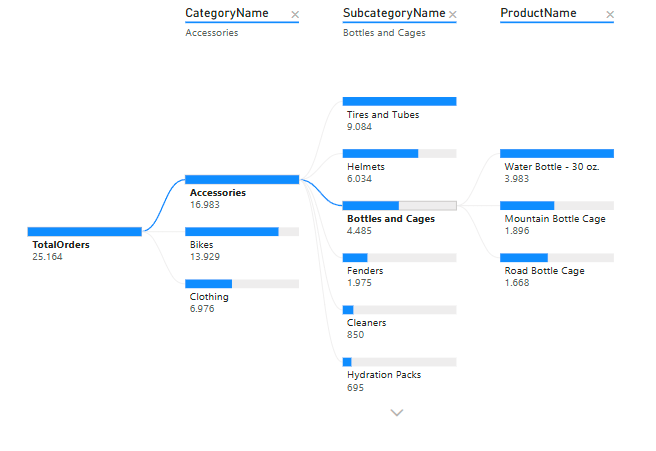 CategoryName
Accessories
SubcategoryName
Bottles and Cages
ProductName
TotalOrders
25.164
Accessories
16.983
Bikes
13.929
Clothing
6.976
Tires and Tubes
9.084
Helmets
6.034
Bottles and Cages
4.485
Fenders
1.975
Cleaners
850
Hydration Packs
695
Water Bottle - 30 oz.
3.983
Mountain Bottle Cage
1.896
Road Bottle Cage
1.668